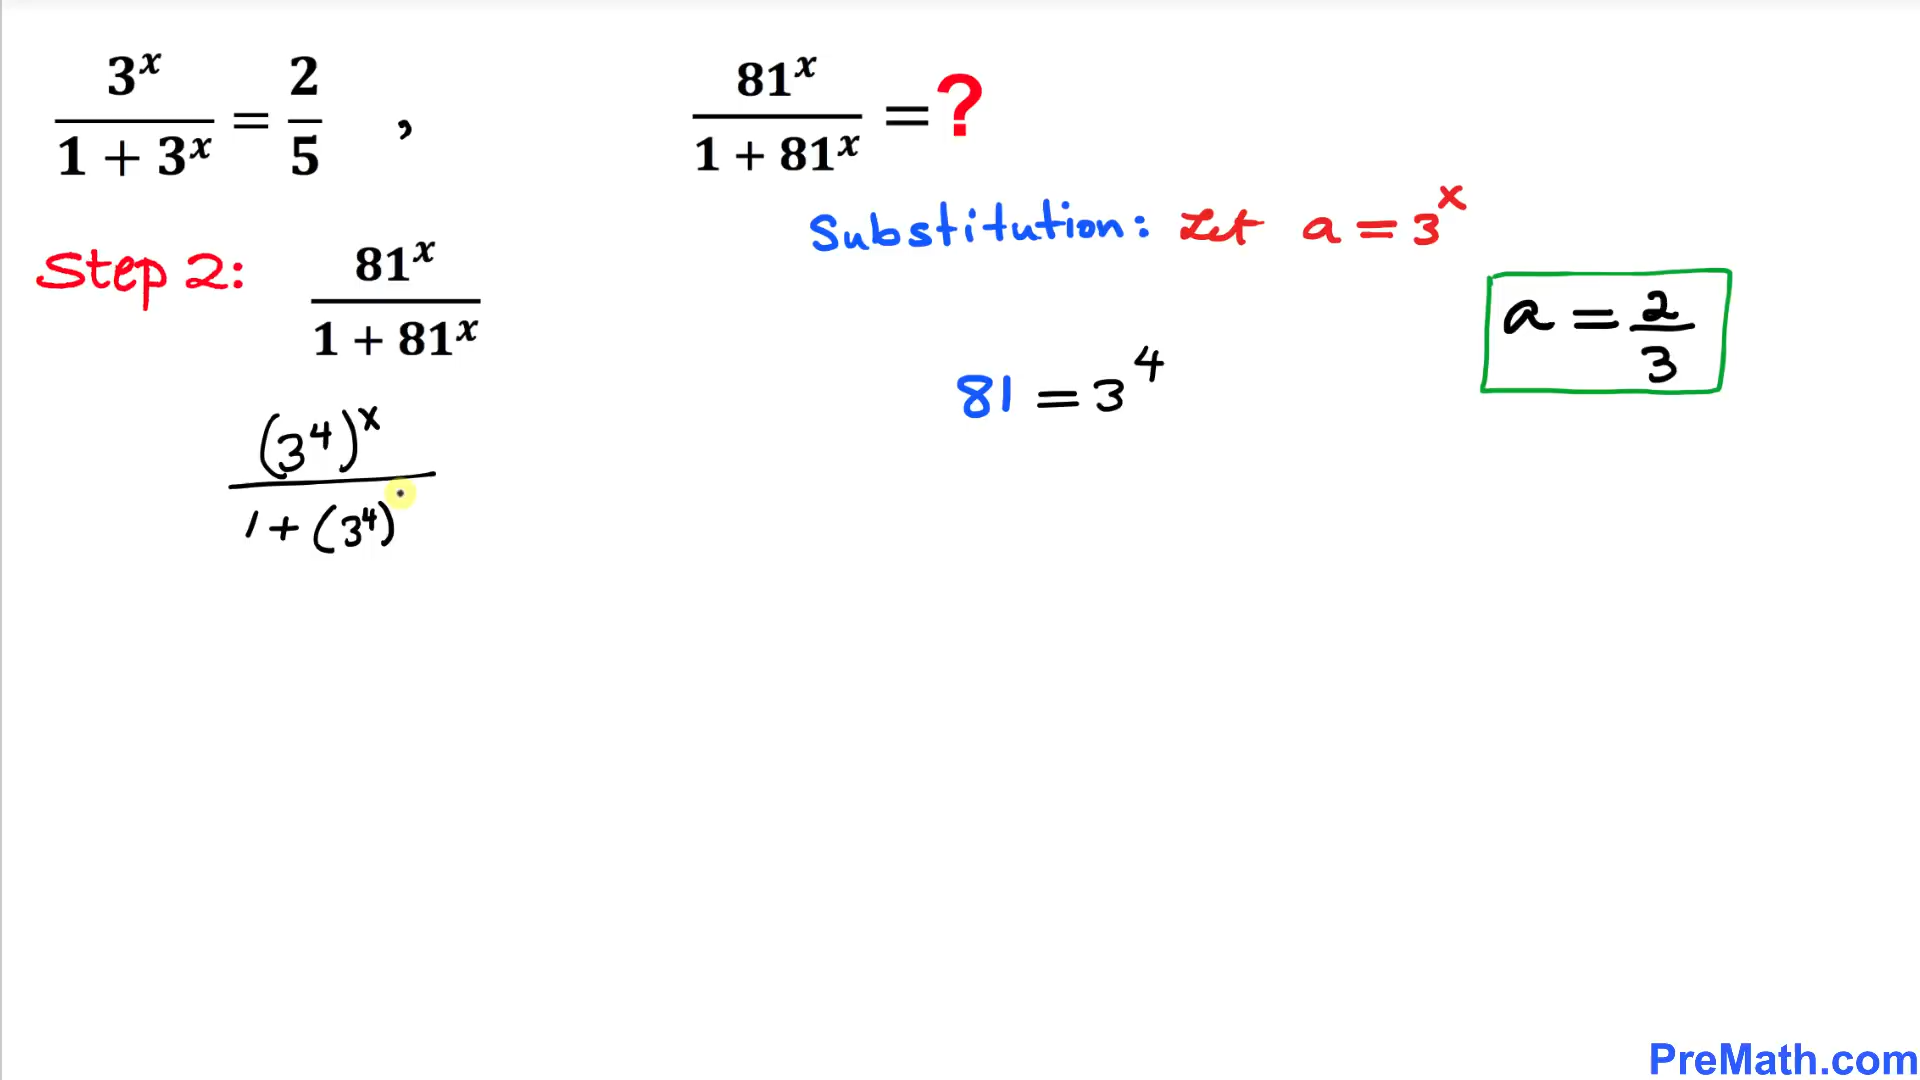 3^x / (1 + 3^x) = 2/5 , 81^x / (1 + 81^x) = ?
Substitution: Let a = 3^x
Step 2: 81^x / (1 + 81^x)
a = 2/3
81 = 3^4
(3^4)^x / (1 + (3^4)
PreMath.com